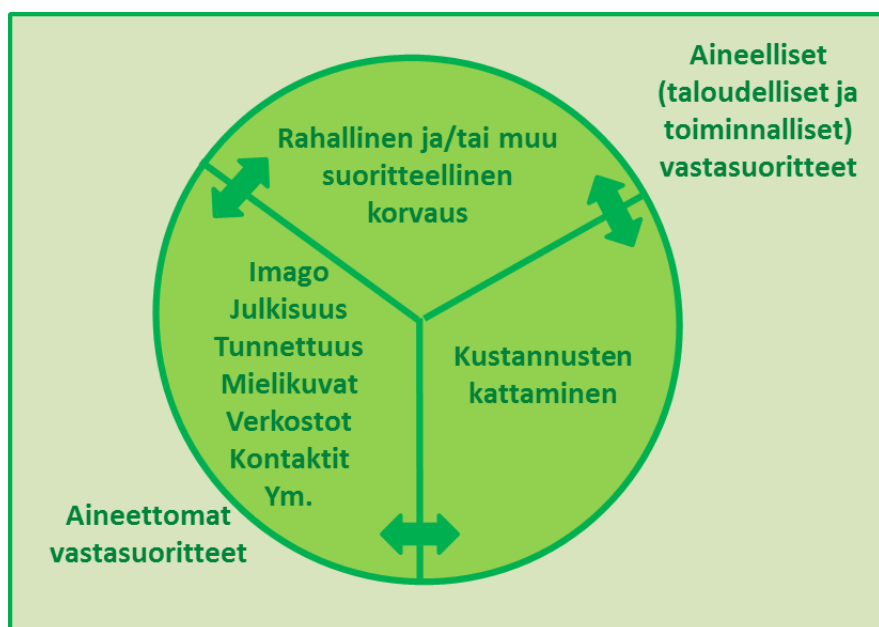 Aineelliset
(taloudelliset ja
toiminnalliset)
vastasuoritteet
Rahallinen ja/tai muu
suoritteellinen
korvaus
Imago
Julkisuus
Tunnettuus
Mielikuvat
Verkostot
Kontaktit
Ym.
Kustannusten
kattaminen
Aineettomat
vastasuoritteet